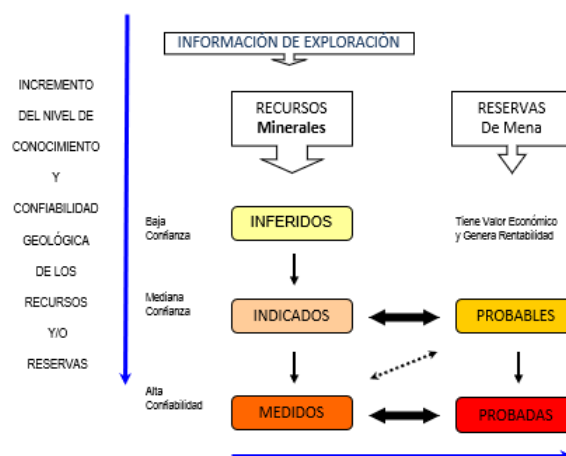 INFORMACIÓN DE EXPLORACIÓN
INCREMENTO
DEL NIVEL DE
CONOCIMIENTO
Y
CONFIABILIDAD
GEOLÓGICA
DE LOS
RECURSOS
Y/O
RESERVAS
RECURSOS
Minerales
RESERVAS
De Mena
Baja
Confianza
INFERIDOS
Tiene Valor Económico
y Genera Rentabilidad
Mediana
Confianza
INDICADOS
PROBABLES
Alta
Confiabilidad
MEDIDOS
PROBADAS